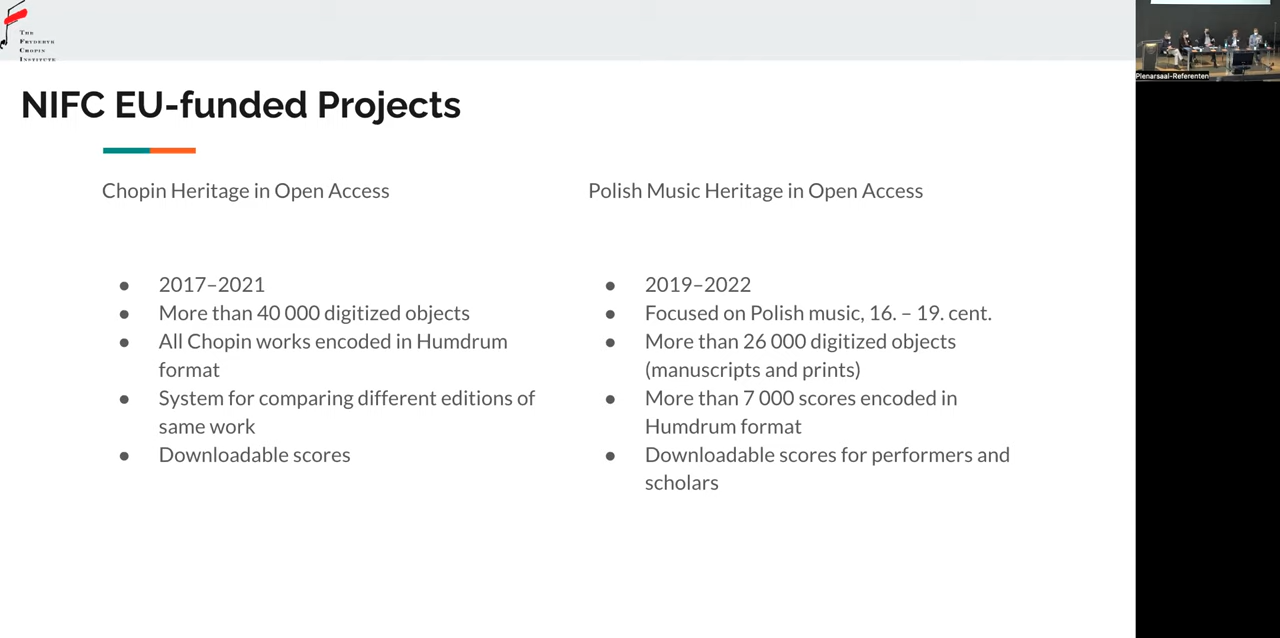 THE
FRYDERYK
CHOPIN
INSTITUTE
NIFC EU-funded Projects
Chopin Heritage in Open Access
● 2017–2021
● More than 40 000 digitized objects
● All Chopin works encoded in Humdrum
format
● System for comparing different editions of
same work
● Downloadable scores
Polish Music Heritage in Open Access
● 2019–2022
● Focused on Polish music, 16. – 19. cent.
● More than 26 000 digitized objects
(manuscripts and prints)
● More than 7 000 scores encoded in
Humdrum format
● Downloadable scores for performers and
scholars
Plenarsaal-Referenten